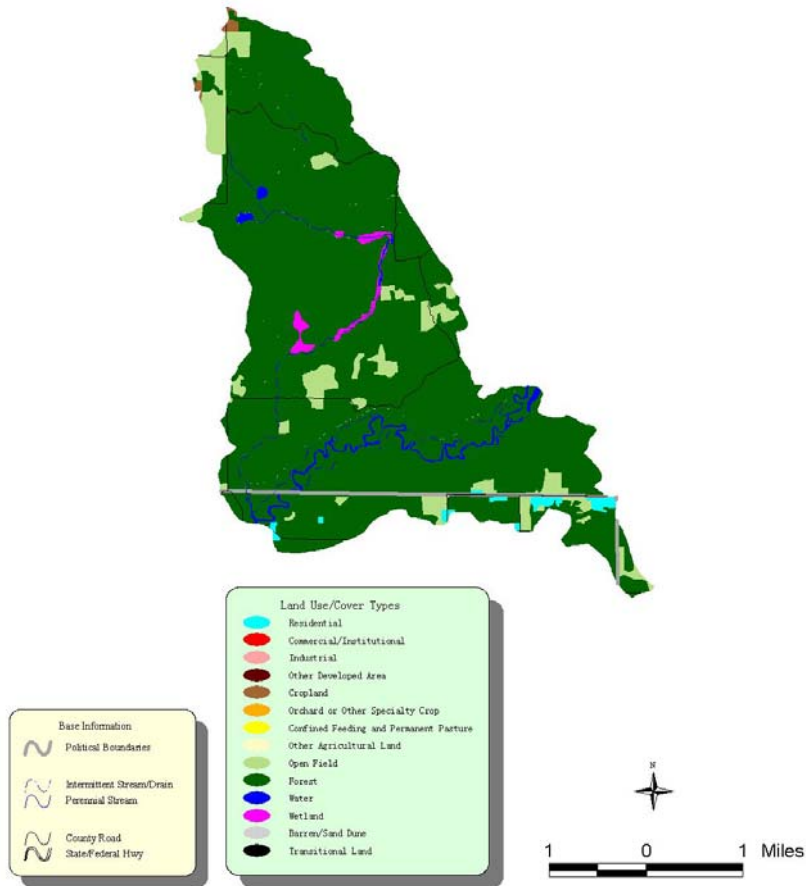 Land Use/Cover Types
Residential
Commercial/Institutional
Industrial
Other Developed Area
Cropland
Orchard or Other Specialty Crop
Confined Feeding and Permanent Pasture
Other Agricultural Land
Open Field
Forest
Water
Wetland
Barren/Sand Dune
Transitional Land
Base Information
Political Boundaries
Intermittent Stream/Drain
Perennial Stream
County Road
State/Federal Hwy
N
1 0 1 Miles